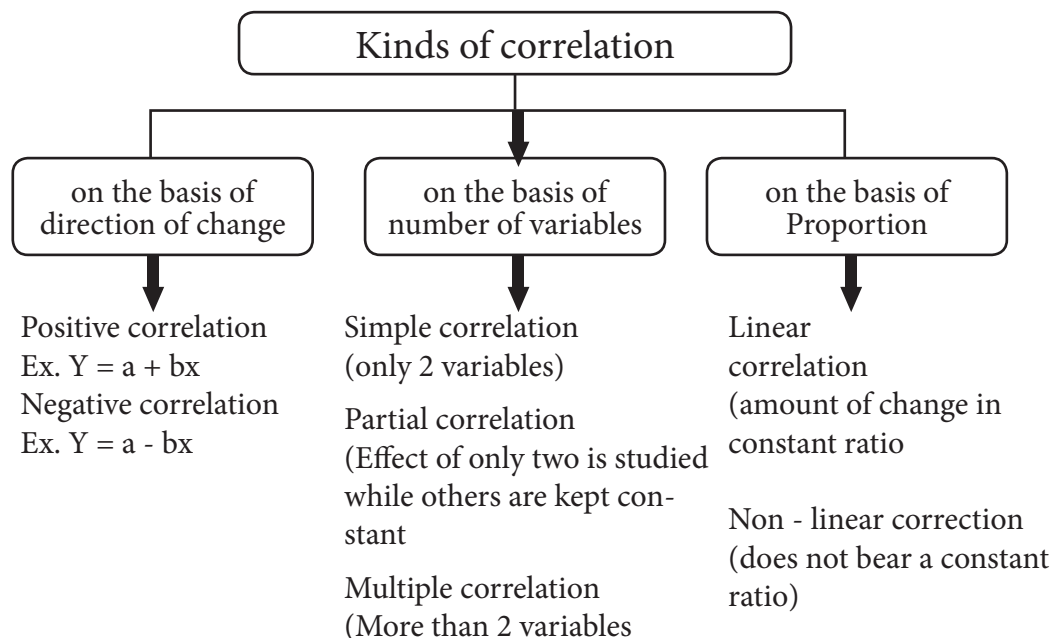 Kinds of correlation
on the basis of
direction of change
on the basis of
number of variables
on the basis of
Proportion
Positive correlation
Ex. Y = a + bx
Negative correlation
Ex. Y = a - bx
Simple correlation
(only 2 variables)
Partial correlation
(Effect of only two is studied
while others are kept con-
stant
Multiple correlation
(More than 2 variables
Linear
correlation
(amount of change in
constant ratio
Non - linear correction
(does not bear a constant
ratio)